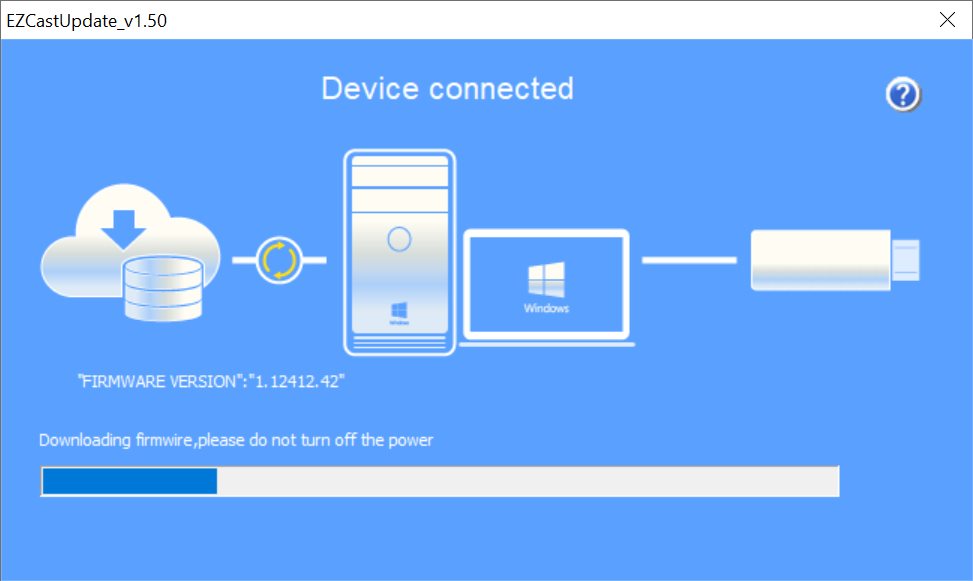 EZCastUpdate_v1.50
Device connected
?
Windows
Windows
"FIRMWARE VERSION":"1.12412.42"
Downloading firmwire,please do not turn off the power